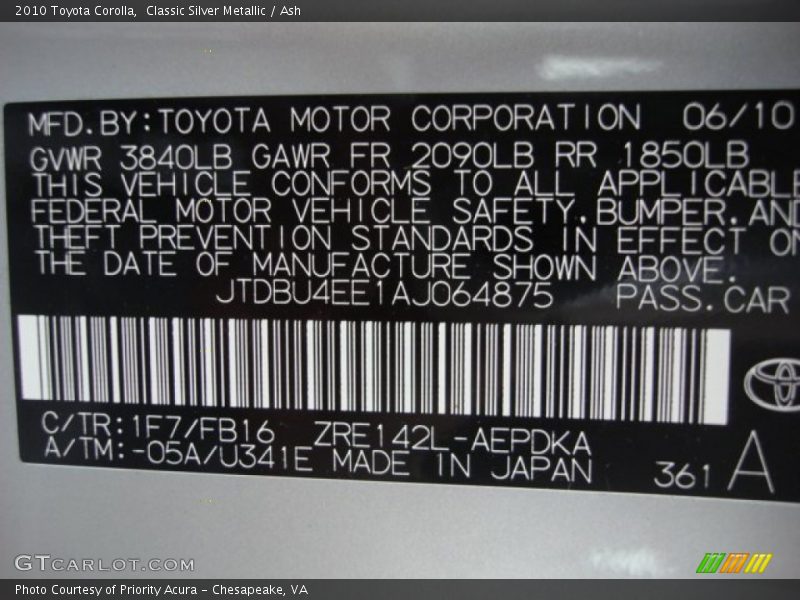 2010 Toyota Corolla,  Classic Silver Metallic / Ash
MFD.BY:TOYOTA MOTOR CORPORATION 06/10
GVWR 3840LB GAWR FR 2090LB RR 1850LB
THIS VEHICLE CONFORMS TO ALL APPLICABLE
FEDERAL MOTOR VEHICLE SAFETY.BUMPER.AND
THEFT PREVENTION STANDARDS IN EFFECT ON
THE DATE OF MANUFACTURE SHOWN ABOVE.
JTDBU4EE1AJ064875 PASS.CAR
C/TR:1F7/FB16 ZRE142L-AEPDKA
A/TM:-05A/U341E MADE IN JAPAN 361 A
GTCARLOT.COM
Photo Courtesy of Priority Acura – Chesapeake, VA